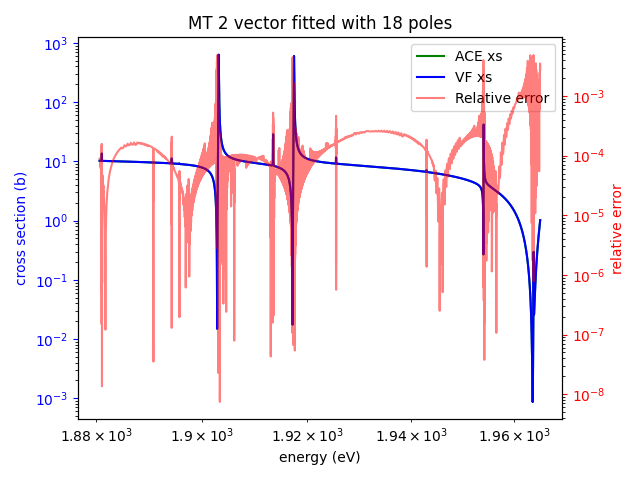 MT 2 vector fitted with 18 poles
ACE xs
VF xs
Relative error
cross section (b)
10³
10²
10¹
10⁰
10⁻¹
10⁻²
10⁻³
10⁻³
10⁻⁴
10⁻⁵
10⁻⁶
10⁻⁷
10⁻⁸
relative error
1.88 × 10³ 1.9 × 10³ 1.92 × 10³ 1.94 × 10³ 1.96 × 10³
energy (eV)